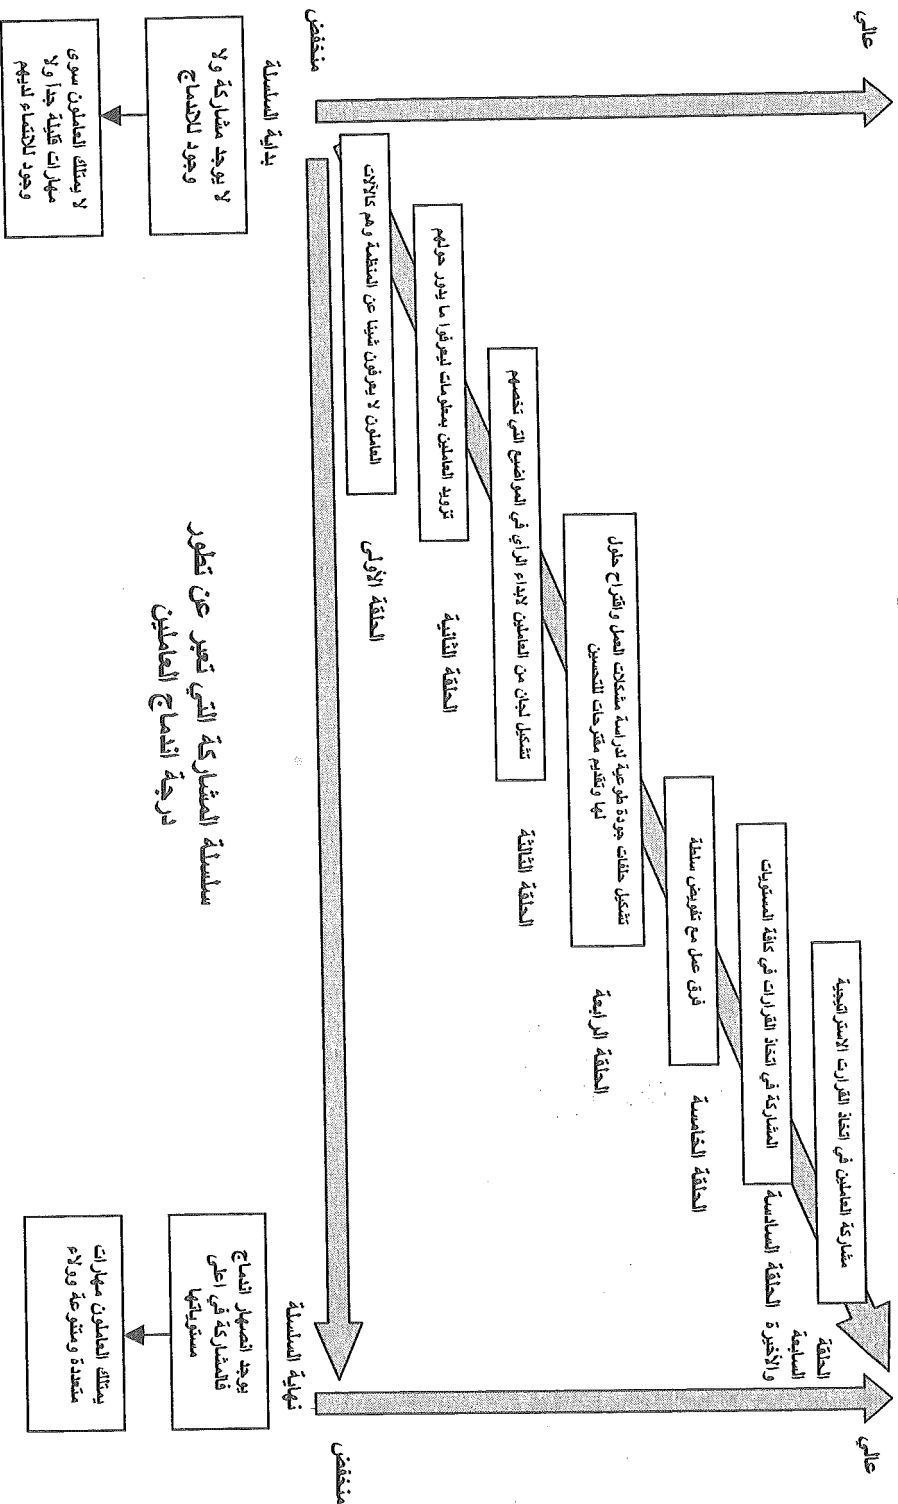 عالي
عالي
مشاركة العاملين في اتخاذ القرارت الاستراتيجية
الحلقة
السابعة
والأخيرة
المشاركة في اتخاذ القرارات في كافة المستويات
الحلقة السادسة
فرق عمل مع تفويض سلطة
الحلقة الخامسة
تشكيل حلقات جودة طوعية لدراسة مشكلات العمل واقتراح حلول
لها وتقديم مقترحات للتحسين
الحلقة الرابعة
تشكيل لجان من العاملين لابداء الرأي في المواضيع التي تخصهم
الحلقة الثالثة
تزويد العاملين بمعلومات ليعرفوا ما يدور حولهم
الحلقة الثانية
العاملون لا يعرفون شيئا عن المنظمة وهم كالآلات
الحلقة الأولى
منخفض
منخفض
بداية السلسلة
نهاية السلسلة
لا يوجد مشاركة ولا
وجود للاندماج
يوجد انصهار اندماج
فالمشاركة في اعلى
مستوياتها
لا يمتلك العاملون سوى
مهارات قليلة جداً ولا
وجود للانتماء لديهم
يمتلك العاملون مهارات
متعددة ومتنوعة وولاء
سلسلة المشاركة التي تعبر عن تطور
درجة اندماج العاملين